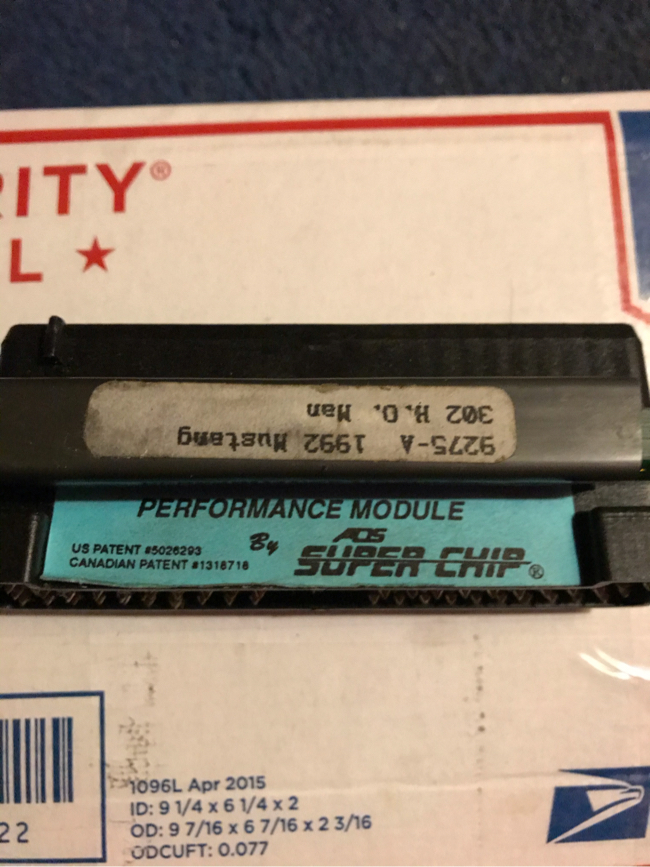 RITY®
L ★
9275-A 1992 Mustang
302 H.O. Man
PERFORMANCE MODULE
US PATENT #5026293
CANADIAN PATENT #1318718
By
ADS
SUPER CHIP®
22
1096L Apr 2015
ID: 9 1/4 x 6 1/4 x 2
OD: 9 7/16 x 6 7/16 x 2 3/16
ODCUFT: 0.077